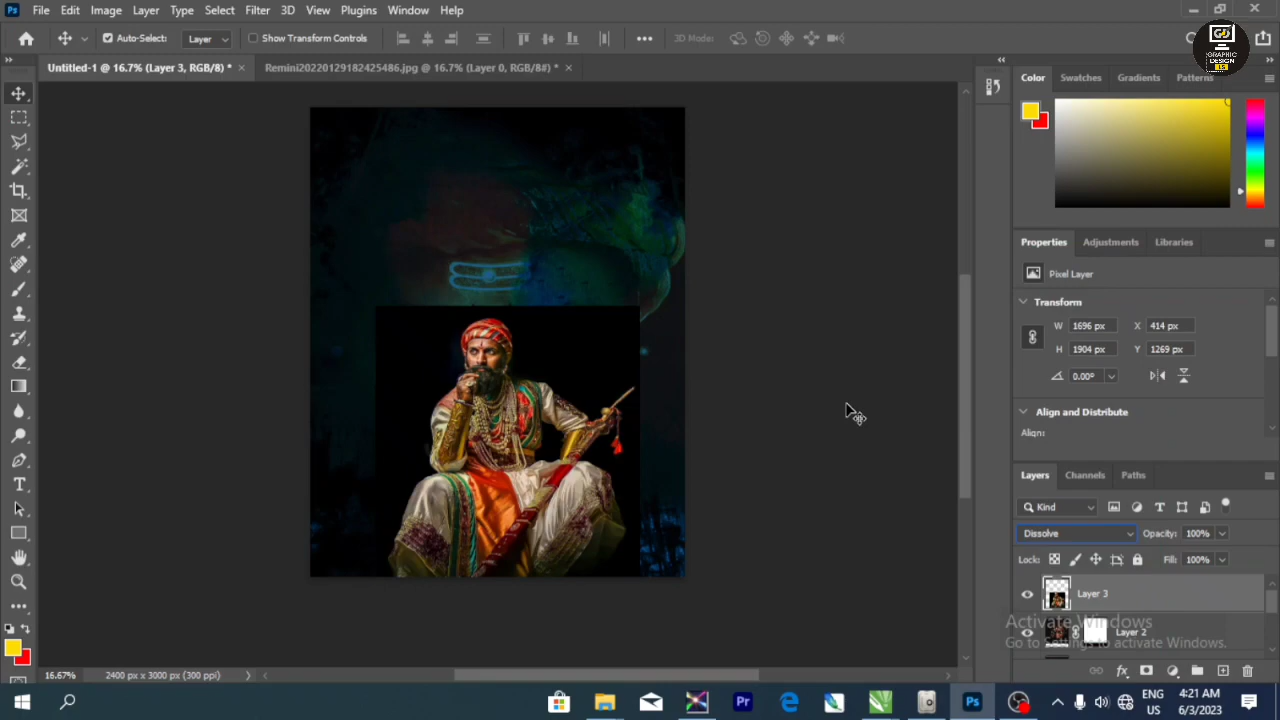 Ps File Edit Image Layer Type Select Filter 3D View Plugins Window Help
Auto-Select: Layer Show Transform Controls 3D Mode:
GRAPHIC
DESIGN
Untitled-1 @ 16.7% (Layer 3, RGB/8) * × Remini20220129182425486.jpg @ 16.7% (Layer 0, RGB/8#) * ×
Color Swatches Gradients Patterns
Properties Adjustments Libraries
Pixel Layer
Transform
W 1696 px X 414 px
H 1904 px Y 1269 px
0.00°
Align and Distribute
Align:
Layers Channels Paths
Kind
Dissolve Opacity: 100%
Lock: Fill: 100%
Layer 3
Activate Windows
Layer 2
Go to Settings to activate Windows.
16.67% 2400 px x 3000 px (300 ppi)
Pr Ps ENG 4:21 AM
US 6/3/2023